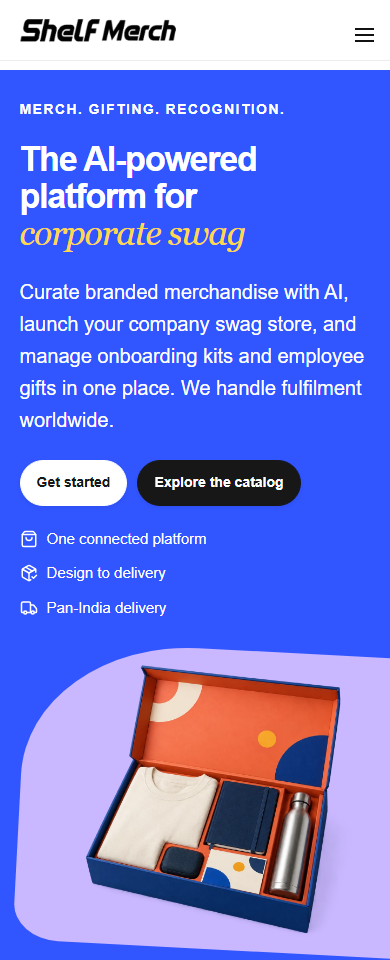 Shelf Merch
MERCH. GIFTING. RECOGNITION.
The AI-powered
platform for
corporate swag
Curate branded merchandise with AI,
launch your company swag store, and
manage onboarding kits and employee
gifts in one place. We handle fulfilment
worldwide.
Get started
Explore the catalog
One connected platform
Design to delivery
Pan-India delivery